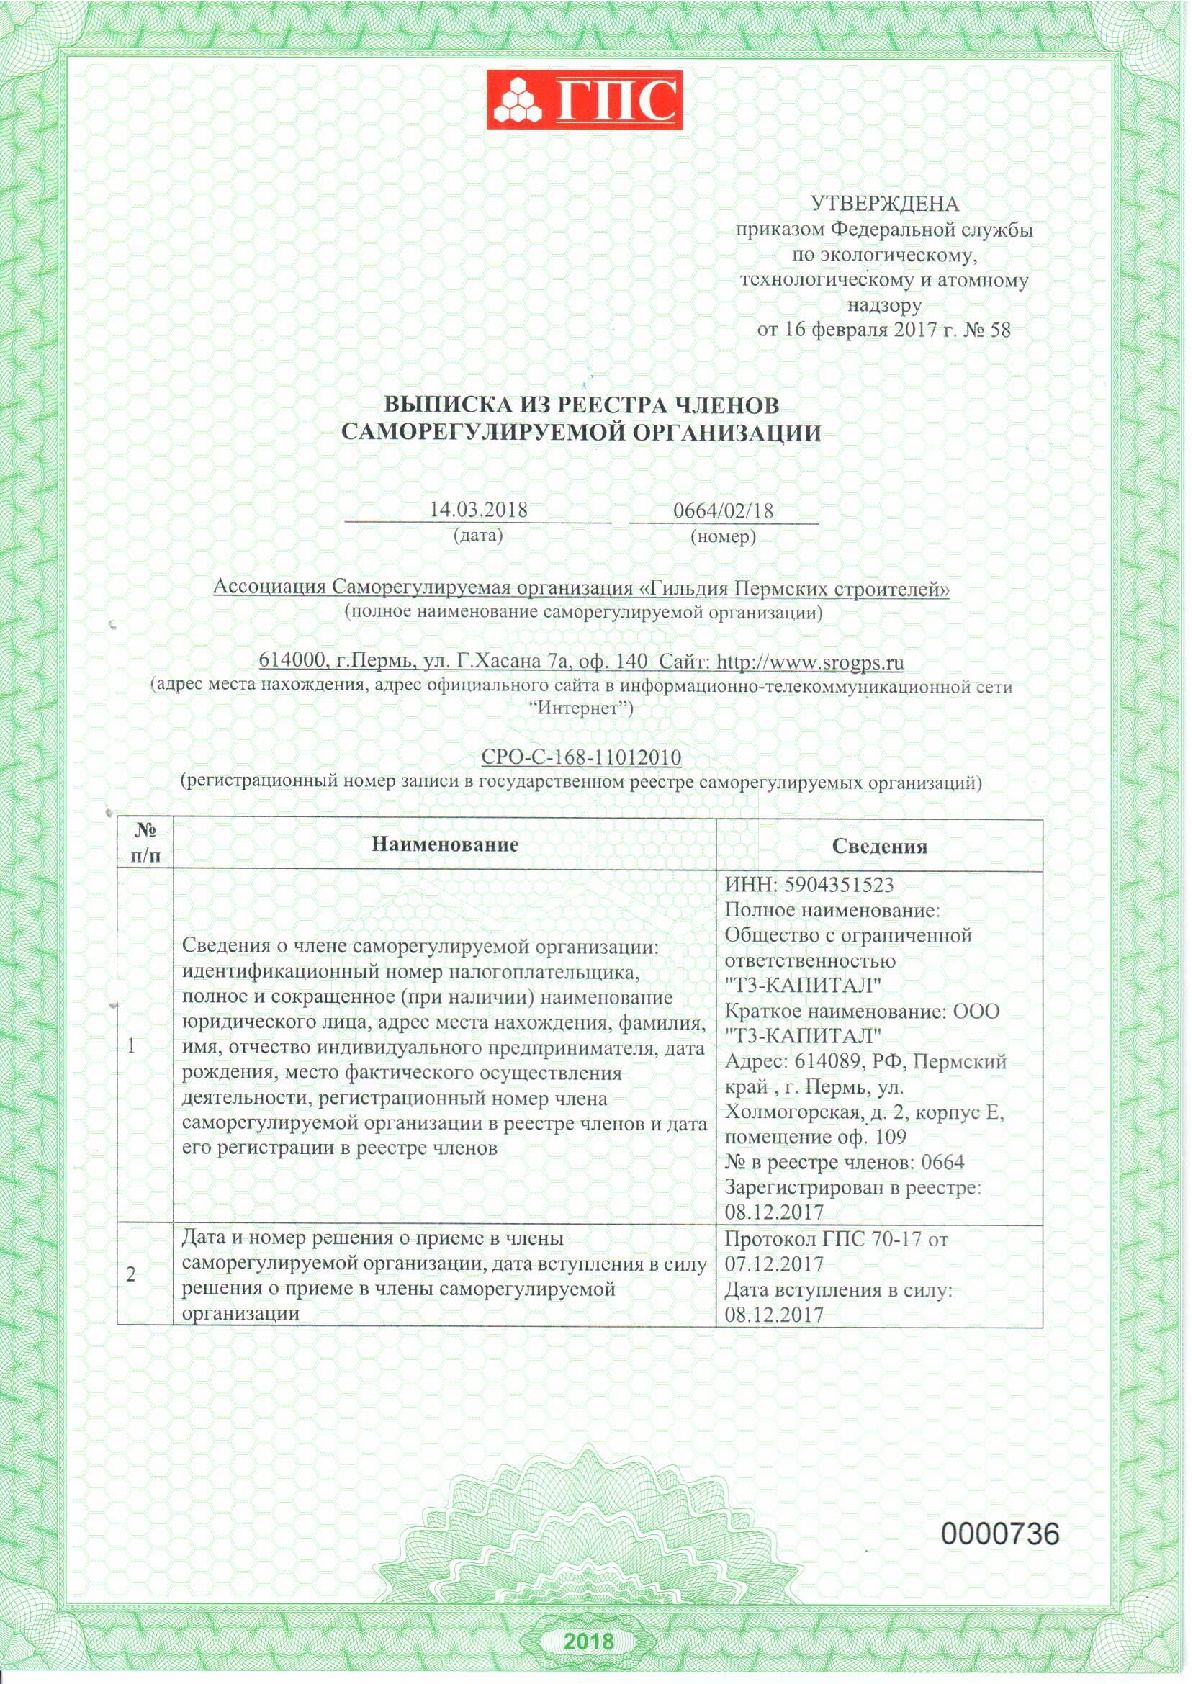 ГПС
УТВЕРЖДЕНА
приказом Федеральной службы
по экологическому,
технологическому и атомному
надзору
от 16 февраля 2017 г. № 58
ВЫПИСКА ИЗ РЕЕСТРА ЧЛЕНОВ
САМОРЕГУЛИРУЕМОЙ ОРГАНИЗАЦИИ
14.03.2018 0664/02/18
(дата) (номер)
Ассоциация Саморегулируемая организация «Гильдия Пермских строителей»
(полное наименование саморегулируемой организации)
614000, г.Пермь, ул. Г.Хасана 7а, оф. 140 Сайт: http://www.srogps.ru
(адрес места нахождения, адрес официального сайта в информационно-телекоммуникационной сети
“Интернет”)
СРО-С-168-11012010
(регистрационный номер записи в государственном реестре саморегулируемых организаций)
№
п/п
Наименование
Сведения
1
Сведения о члене саморегулируемой организации:
идентификационный номер налогоплательщика,
полное и сокращенное (при наличии) наименование
юридического лица, адрес места нахождения, фамилия,
имя, отчество индивидуального предпринимателя, дата
рождения, место фактического осуществления
деятельности, регистрационный номер члена
саморегулируемой организации в реестре членов и дата
его регистрации в реестре членов
ИНН: 5904351523
Полное наименование:
Общество с ограниченной
ответственностью
"ТЗ-КАПИТАЛ"
Краткое наименование: ООО
"ТЗ-КАПИТАЛ"
Адрес: 614089, РФ, Пермский
край , г. Пермь, ул.
Холмогорская, д. 2, корпус Е,
помещение оф. 109
№ в реестре членов: 0664
Зарегистрирован в реестре:
08.12.2017
2
Дата и номер решения о приеме в члены
саморегулируемой организации, дата вступления в силу
решения о приеме в члены саморегулируемой
организации
Протокол ГПС 70-17 от
07.12.2017
Дата вступления в силу:
08.12.2017
0000736
2018